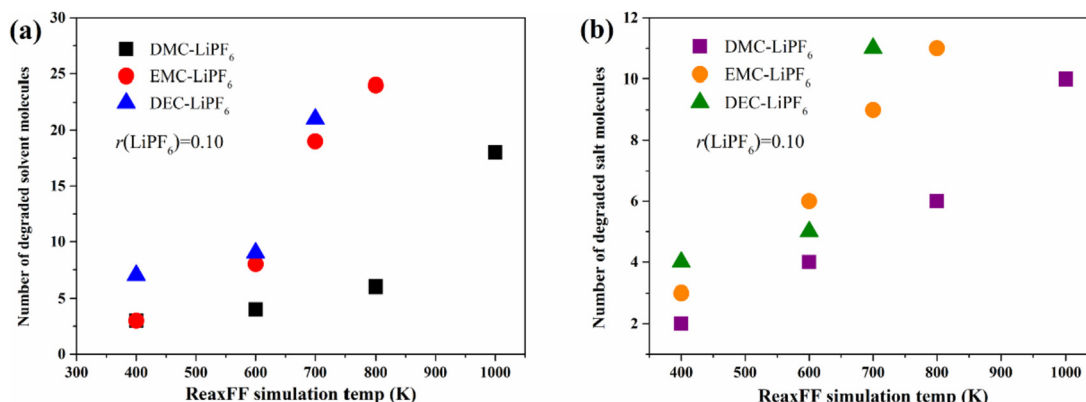 (a)
30
25
20
15
10
5
0
Number of degraded solvent molecules
DMC-LiPF6
EMC-LiPF6
DEC-LiPF6
r(LiPF6)=0.10
300 400 500 600 700 800 900 1000
ReaxFF simulation temp (K)
(b)
12
10
8
6
4
2
Number of degraded salt molecules
DMC-LiPF6
EMC-LiPF6
DEC-LiPF6
r(LiPF6)=0.10
400 500 600 700 800 900 1000
ReaxFF simulation temp (K)